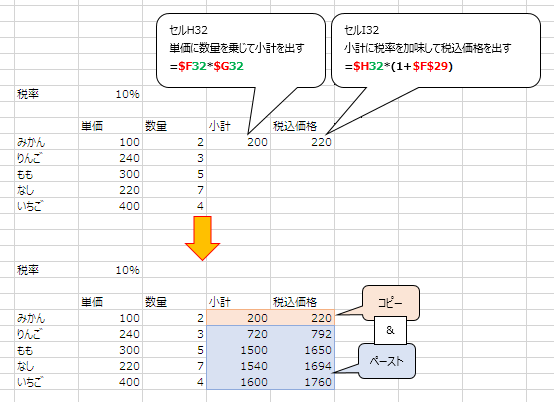 セルH32
単価に数量を乗じて小計を出す
=$F32*$G32
セルI32
小計に税率を加味して税込価格を出す
=$H32*(1+$F$29)
税率 10%
単価 数量 小計 税込価格
みかん 100 2 200 220
りんご 240 3
もも 300 5
なし 220 7
いちご 400 4
税率 10%
単価 数量 小計 税込価格
みかん 100 2 200 220
りんご 240 3 720 792
もも 300 5 1500 1650
なし 220 7 1540 1694
いちご 400 4 1600 1760
コピー
&
ペースト